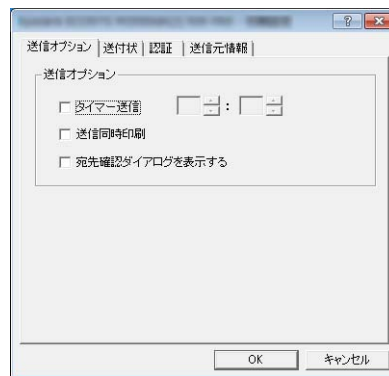 送信オプション 送付状 認証 送信元情報
送信オプション
タイマー送信 :
送信同時印刷
宛先確認ダイアログを表示する
OK キャンセル